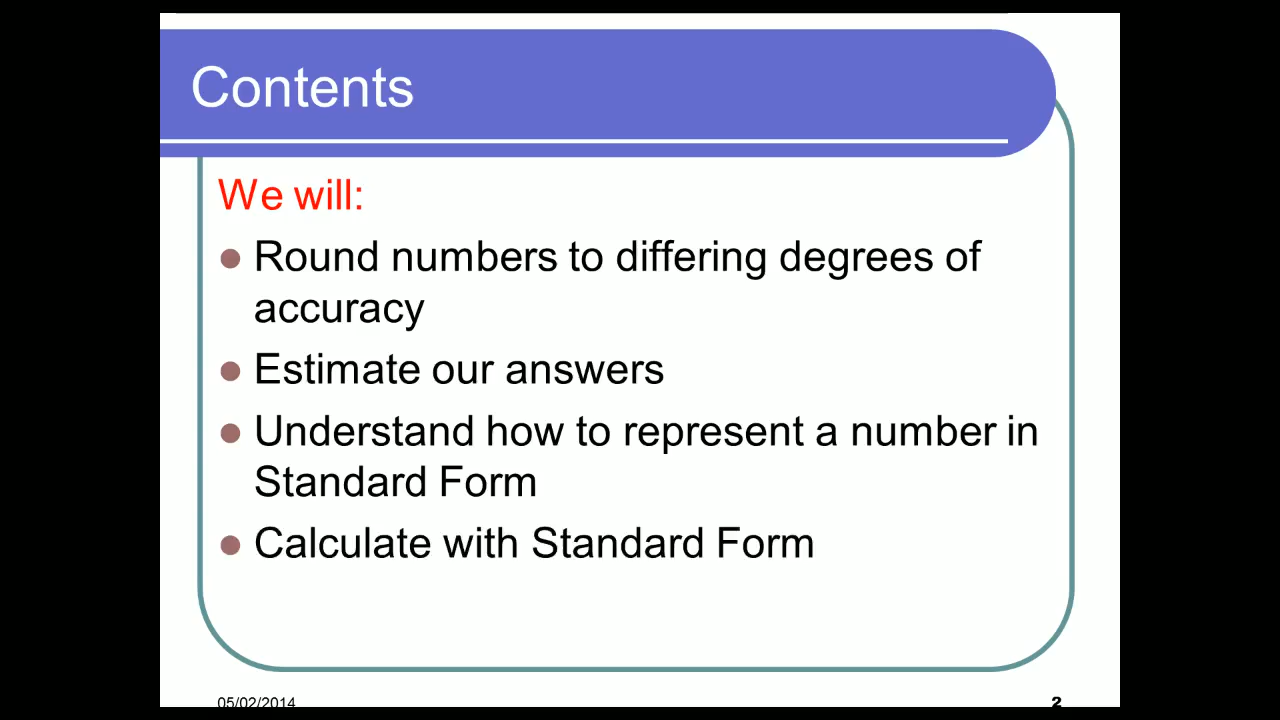 Contents
We will:
Round numbers to differing degrees of
accuracy
Estimate our answers
Understand how to represent a number in
Standard Form
Calculate with Standard Form
05/02/2014
2